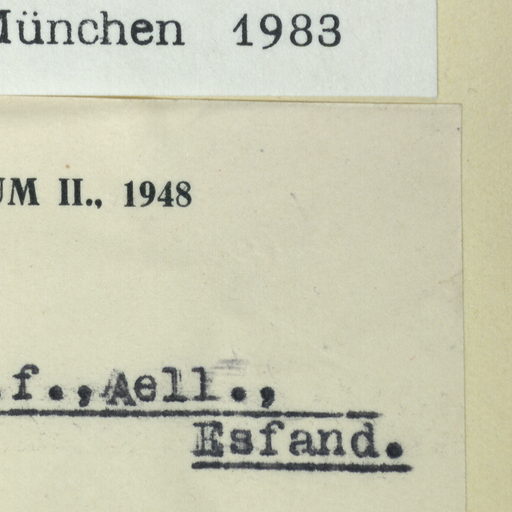 München 1983
UM II., 1948
f., Aell.,
Esfand.